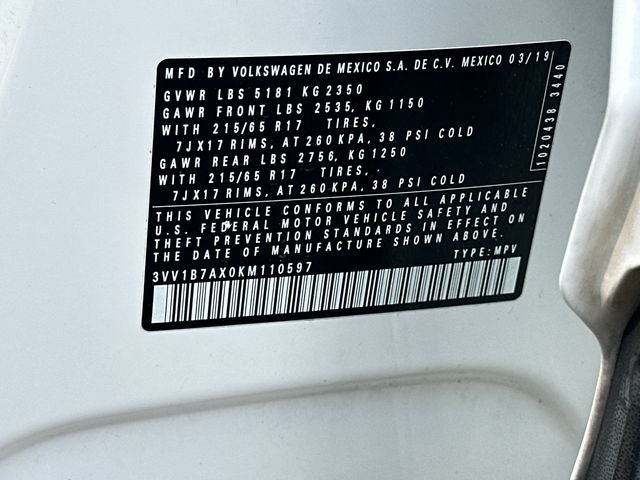 MFD BY VOLKSWAGEN DE MEXICO S.A. DE C.V. MEXICO 03/19
GVWR LBS 5181 KG 2350
GAWR FRONT LBS 2535, KG 1150
WITH 215/65 R17 TIRES,
7JX17 RIMS, AT 260 KPA, 38 PSI COLD
GAWR REAR LBS 2756, KG 1250
WITH 215/65 R17 TIRES,
7JX17 RIMS, AT 260 KPA, 38 PSI COLD
1020438 3440
THIS VEHICLE CONFORMS TO ALL APPLICABLE
U.S. FEDERAL MOTOR VEHICLE SAFETY AND
THEFT PREVENTION STANDARDS IN EFFECT ON
THE DATE OF MANUFACTURE SHOWN ABOVE.
3VV1B7AX0KM110597 TYPE: MPV